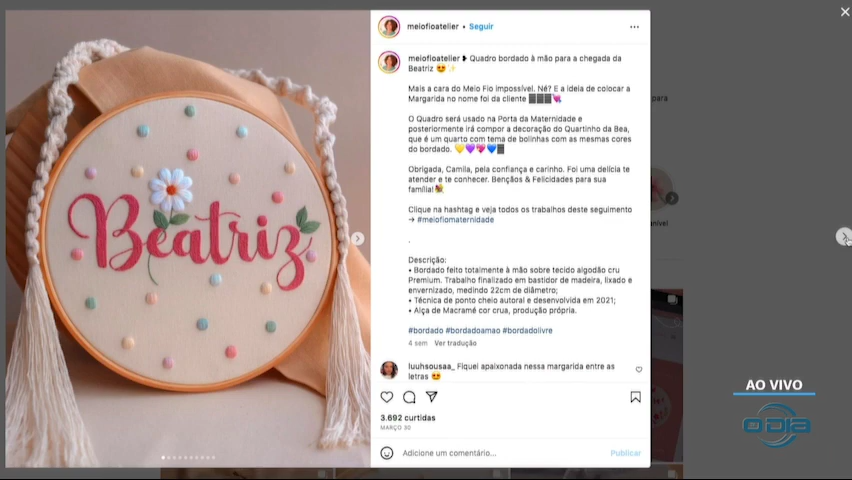 Beatriz
meiofioatelier • Seguir
meiofioatelier ❥ Quadro bordado à mão para a chegada da
Beatriz 😍✨
Mais a cara do Meio Fio impossível. Né? E a ideia de colocar a
Margarida no nome foi da cliente 💘
O Quadro será usado na Porta da Maternidade e
posteriormente irá compor a decoração do Quartinho da Bea,
que é um quarto com tema de bolinhas com as mesmas cores
do bordado. 💛💜💖💙
Obrigada, Camila, pela confiança e carinho. Foi uma delícia te
atender e te conhecer. Bençãos & Felicidades para sua
família!💐
Clique na hashtag e veja todos os trabalhos deste seguimento
→ #meiofiomaternidade
.
Descrição:
• Bordado feito totalmente à mão sobre tecido algodão cru
Premium. Trabalho finalizado em bastidor de madeira, lixado e
envernizado, medindo 22cm de diâmetro;
• Técnica de ponto cheio autoral e desenvolvida em 2021;
• Alça de Macramé cor crua, produção própria.
#bordado #bordadoamao #bordadolivre
4 sem Ver tradução
luuhsousaa_ Fiquei apaixonada nessa margarida entre as
letras 😍
3.692 curtidas
MARÇO 30
Adicione um comentário... Publicar
para
AO VIVO
O DIA